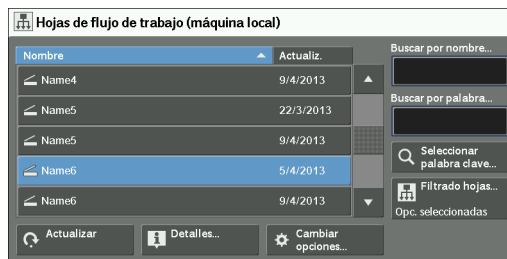 Hojas de flujo de trabajo (máquina local)
Nombre Actualiz.
Name4 9/4/2013
Name5 22/3/2013
Name5 9/4/2013
Name6 5/4/2013
Name6 9/4/2013
Buscar por nombre...
Buscar por palabra...
Seleccionar
palabra clave...
Filtrado hojas...
Opc. seleccionadas
Actualizar
Detalles...
Cambiar
opciones...